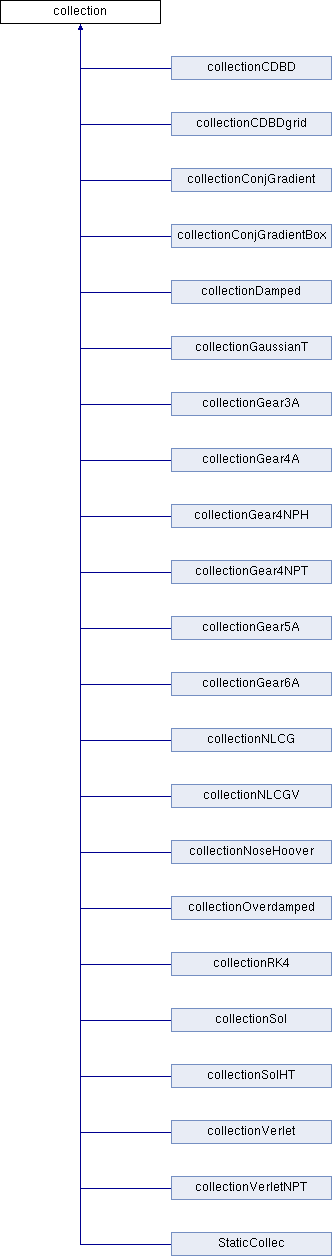 collection
collectionCDBD
collectionCDBDgrid
collectionConjGradient
collectionConjGradientBox
collectionDamped
collectionGaussianT
collectionGear3A
collectionGear4A
collectionGear4NPH
collectionGear4NPT
collectionGear5A
collectionGear6A
collectionNLCG
collectionNLCGV
collectionNoseHoover
collectionOverdamped
collectionRK4
collectionSol
collectionSolHT
collectionVerlet
collectionVerletNPT
StaticCollec